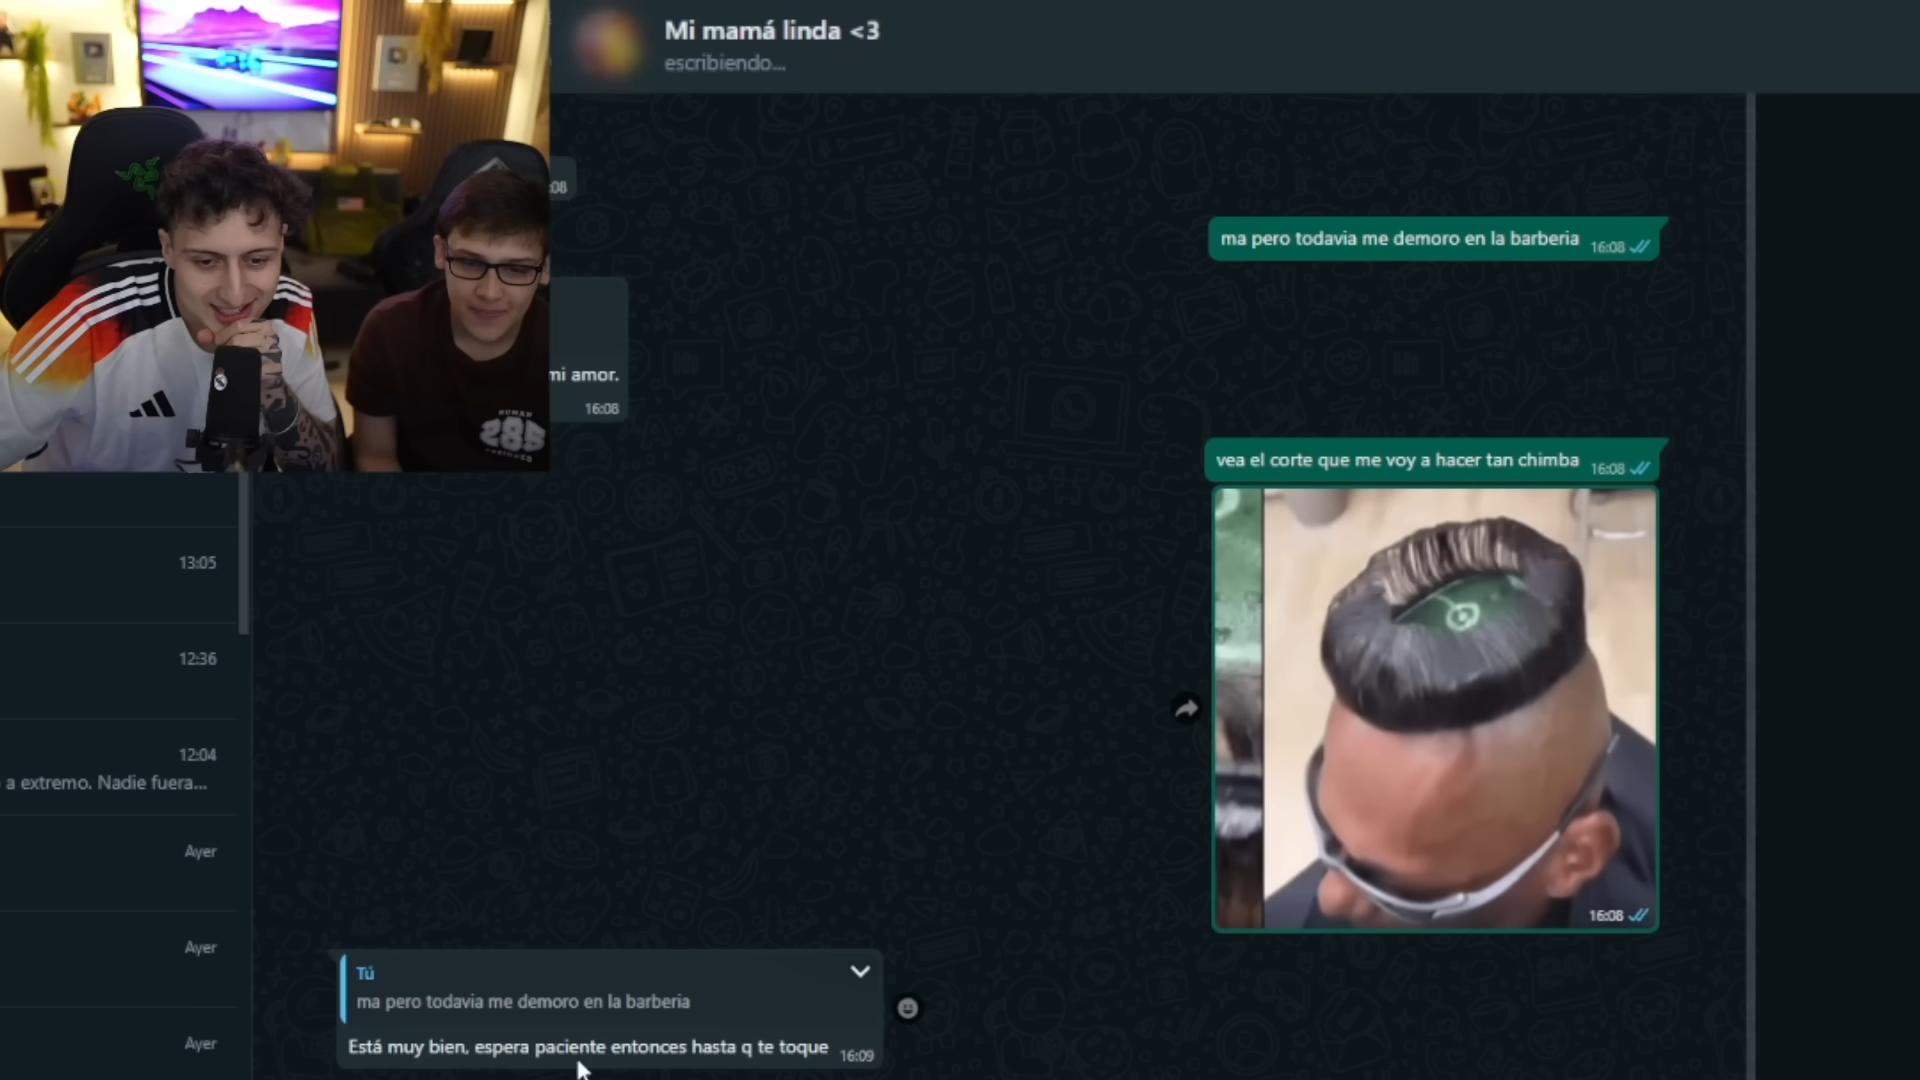 Mi mamá linda <3
escribiendo...
:08
ma pero todavia me demoro en la barberia 16:08
mi amor.
16:08
HUMAN
285
vea el corte que me voy a hacer tan chimba 16:08
13:05
12:36
12:04
a extremo. Nadie fuera...
Ayer
16:08
Ayer
Tú
ma pero todavia me demoro en la barberia
Está muy bien, espera paciente entonces hasta q te toque 16:09
Ayer